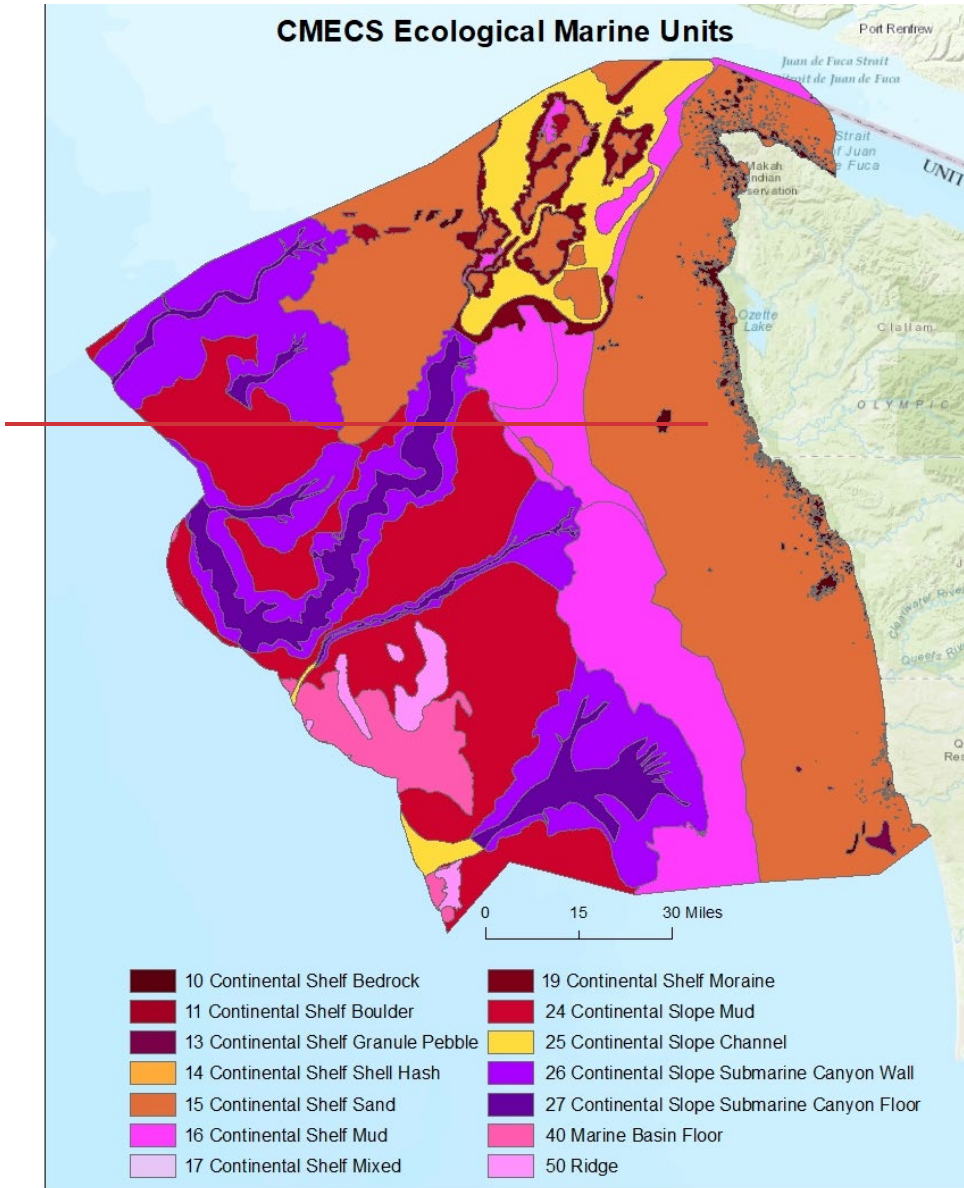 CMECS Ecological Marine Units
Port Renfrew
Juan de Fuca Strait
de Juan de Fuca
Strait
of Juan
Fuca
UNIT
Makah
Indian
Ozette
Lake
Clallam
OLYMPIC
Clearwater River
Queets
0 15 30 Miles
10 Continental Shelf Bedrock
11 Continental Shelf Boulder
13 Continental Shelf Granule Pebble
14 Continental Shelf Shell Hash
15 Continental Shelf Sand
16 Continental Shelf Mud
17 Continental Shelf Mixed
19 Continental Shelf Moraine
24 Continental Slope Mud
25 Continental Slope Channel
26 Continental Slope Submarine Canyon Wall
27 Continental Slope Submarine Canyon Floor
40 Marine Basin Floor
50 Ridge